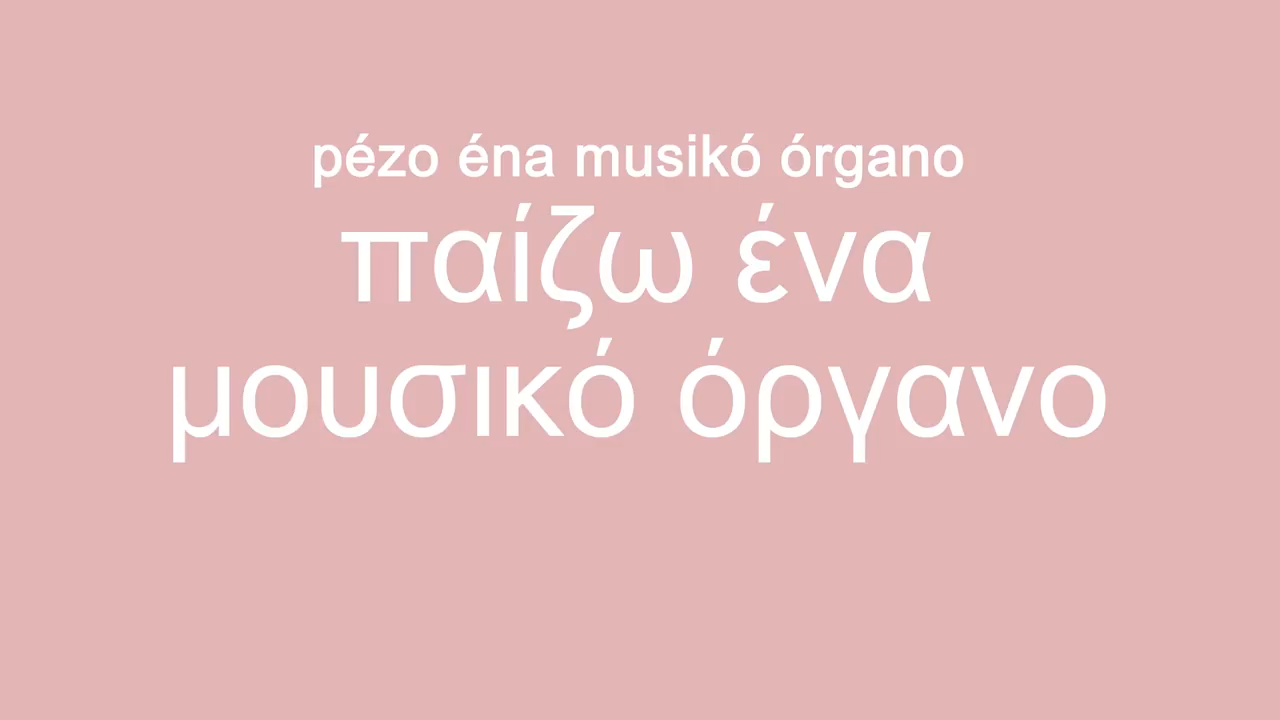 pézo éna musikó órgano
παίζω ένα
μουσικό όργανο